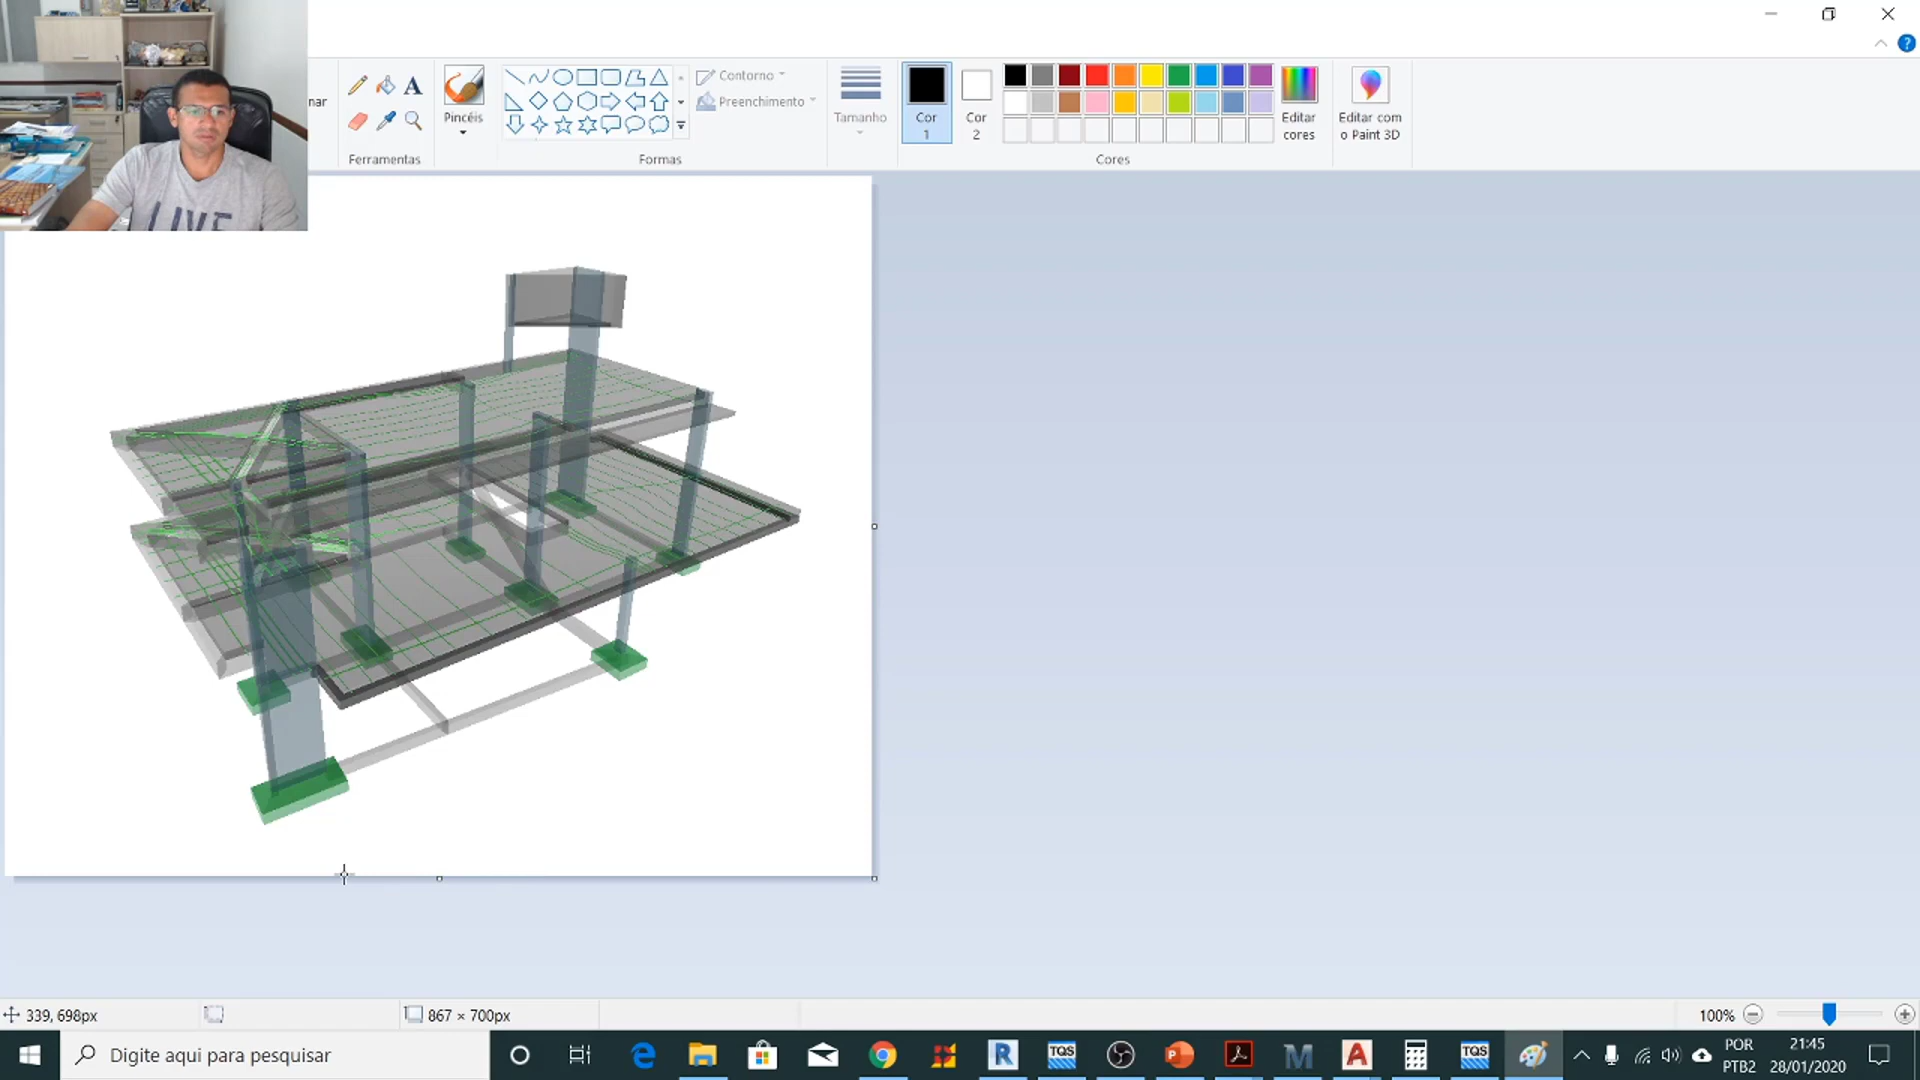 nar
Pincéis
Contorno
Preenchimento
Tamanho
Cor
1
Cor
2
Editar
cores
Editar com
o Paint 3D
Ferramentas
Formas
Cores
?
A
LIVE
339, 698px
867 × 700px
100%
Digite aqui para pesquisar
R
TQS
P
M
A
TQS
POR
PTB2
21:45
28/01/2020